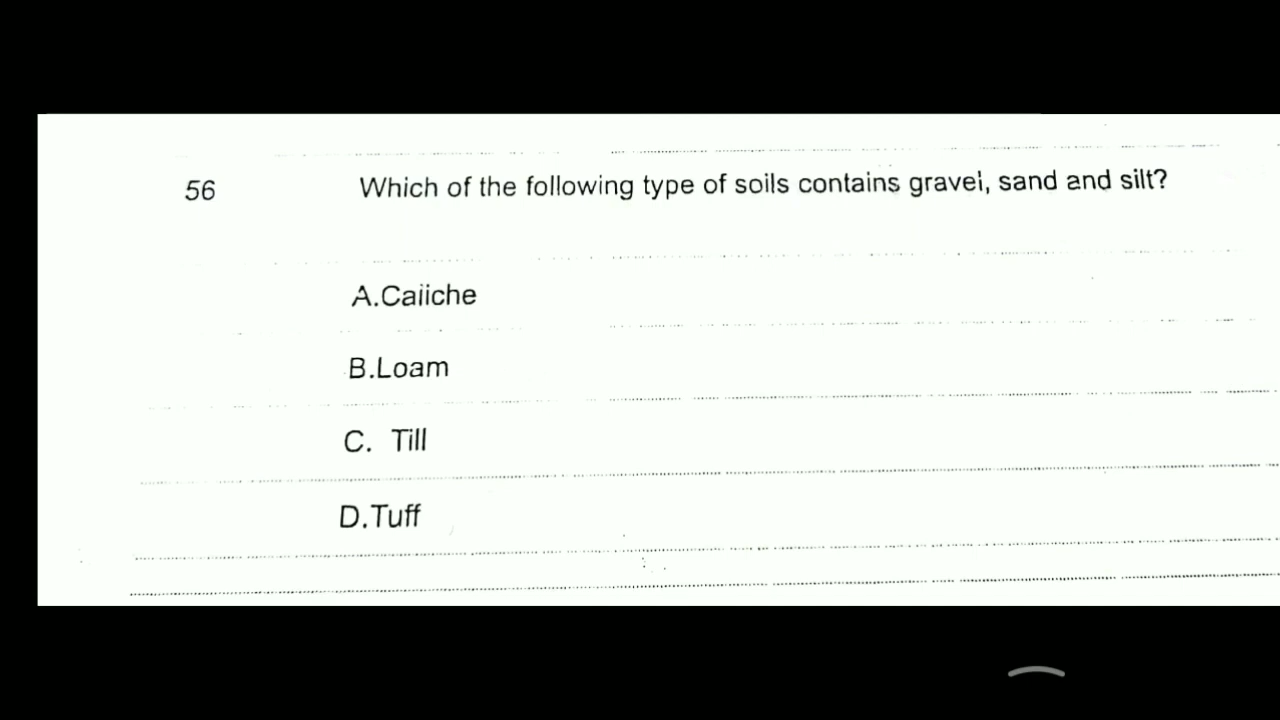 56 Which of the following type of soils contains gravel, sand and silt?
A.Caliche
B.Loam
C. Till
D.Tuff